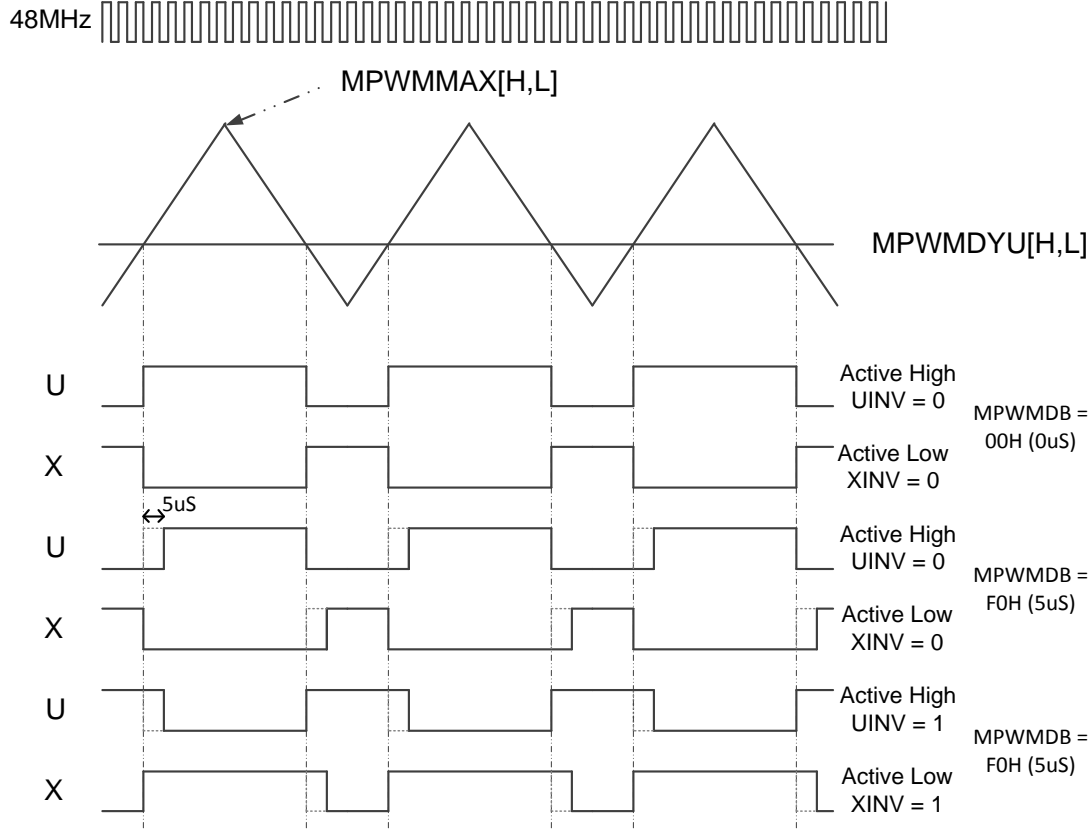 48MHz
MPWMMAX[H,L]
MPWMDYU[H,L]
U
Active High
UINV = 0
MPWMDB =
00H (0uS)
X
Active Low
XINV = 0
5uS
U
Active High
UINV = 0
MPWMDB =
F0H (5uS)
X
Active Low
XINV = 0
U
Active High
UINV = 1
MPWMDB =
F0H (5uS)
X
Active Low
XINV = 1